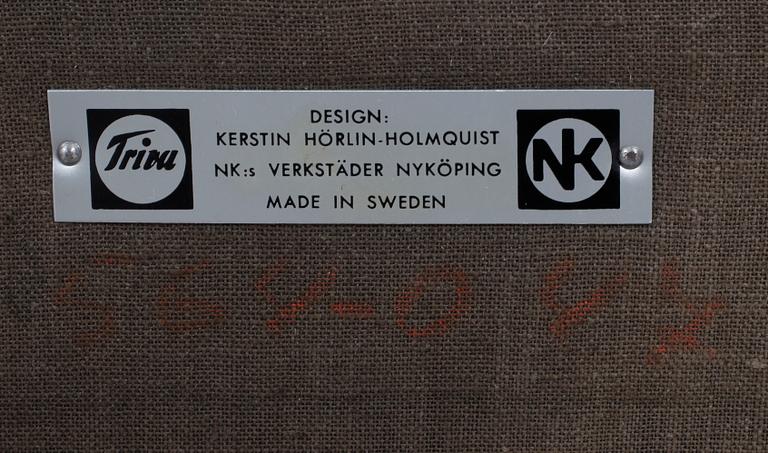 Triva
DESIGN:
KERSTIN HÖRLIN-HOLMQUIST
NK:s VERKSTÄDER NYKÖPING
MADE IN SWEDEN
NK